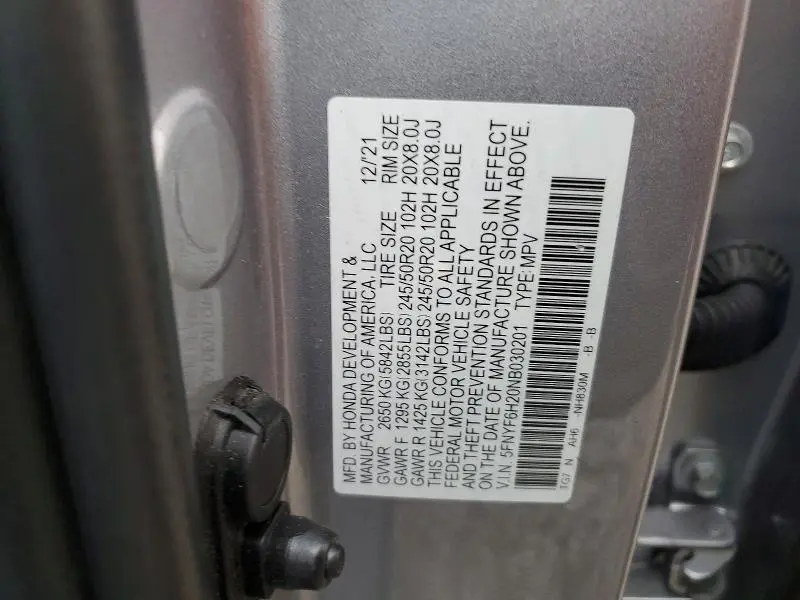 MFD. BY HONDA DEVELOPMENT &
MANUFACTURING OF AMERICA, LLC 12/'21
GVWR 2650 KG(5842LBS) TIRE SIZE RIM SIZE
GAWR F 1295 KG(2855LBS) 245/50R20 102H 20X8.0J
GAWR R 1425 KG(3142LBS) 245/50R20 102H 20X8.0J
THIS VEHICLE CONFORMS TO ALL APPLICABLE
FEDERAL MOTOR VEHICLE SAFETY
AND THEFT PREVENTION STANDARDS IN EFFECT
ON THE DATE OF MANUFACTURE SHOWN ABOVE.
V.I.N. 5FNYF6H20NB030201 TYPE: MPV
TG7 N AH6 -NH830M -B -B